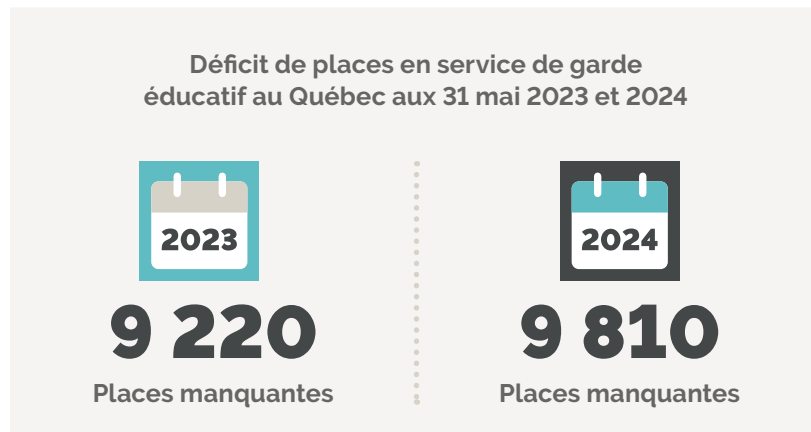 Déficit de places en service de garde
éducatif au Québec aux 31 mai 2023 et 2024
2023
9 220
Places manquantes
2024
9 810
Places manquantes